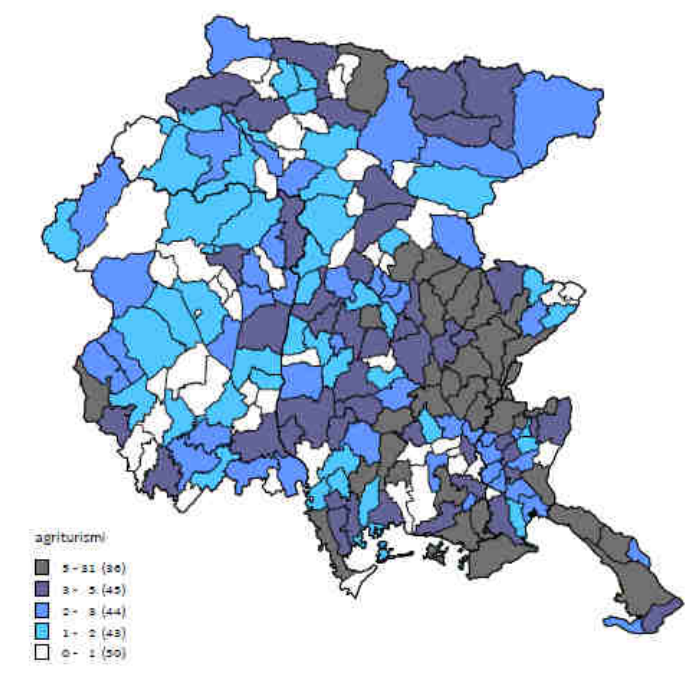 agriturismi
5 - 31 (36)
3 - 5 (45)
2 - 3 (44)
1 - 2 (43)
0 - 1 (50)